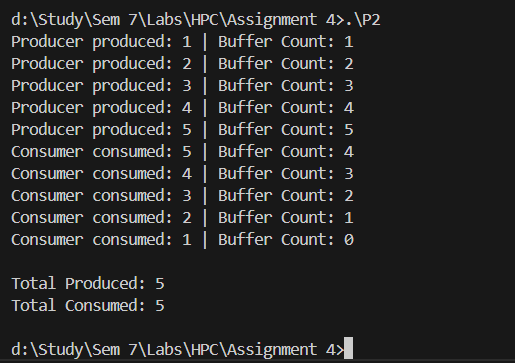 d:\Study\Sem 7\Labs\HPC\Assignment 4>.\P2
Producer produced: 1 | Buffer Count: 1
Producer produced: 2 | Buffer Count: 2
Producer produced: 3 | Buffer Count: 3
Producer produced: 4 | Buffer Count: 4
Producer produced: 5 | Buffer Count: 5
Consumer consumed: 5 | Buffer Count: 4
Consumer consumed: 4 | Buffer Count: 3
Consumer consumed: 3 | Buffer Count: 2
Consumer consumed: 2 | Buffer Count: 1
Consumer consumed: 1 | Buffer Count: 0
Total Produced: 5
Total Consumed: 5
d:\Study\Sem 7\Labs\HPC\Assignment 4>